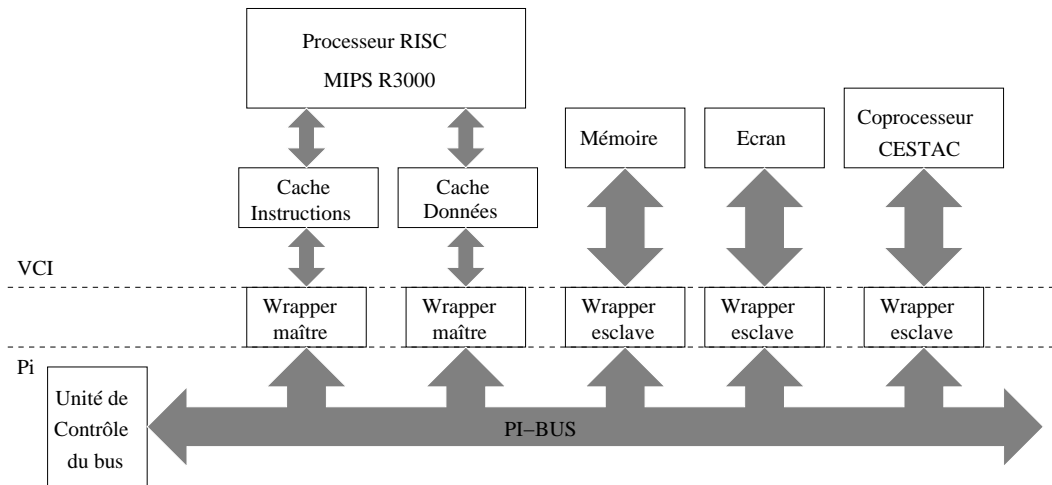 Processeur RISC
MIPS R3000
Mémoire
Ecran
Coprocesseur
CESTAC
Cache
Instructions
Cache
Données
VCI
Wrapper
maître
Wrapper
maître
Wrapper
esclave
Wrapper
esclave
Wrapper
esclave
Pi
Unité de
Contrôle
du bus
PI−BUS